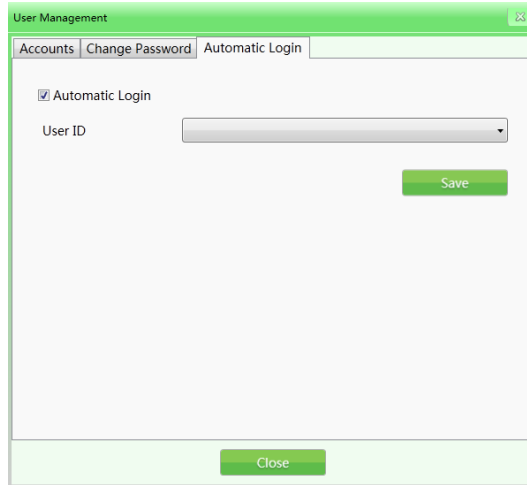 User Management
Accounts Change Password Automatic Login
Automatic Login
User ID
Save
Close